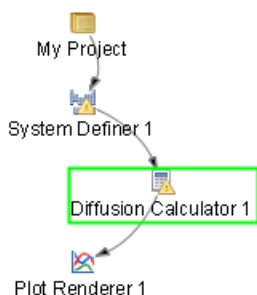 My Project
System Definer 1
Diffusion Calculator 1
Plot Renderer 1